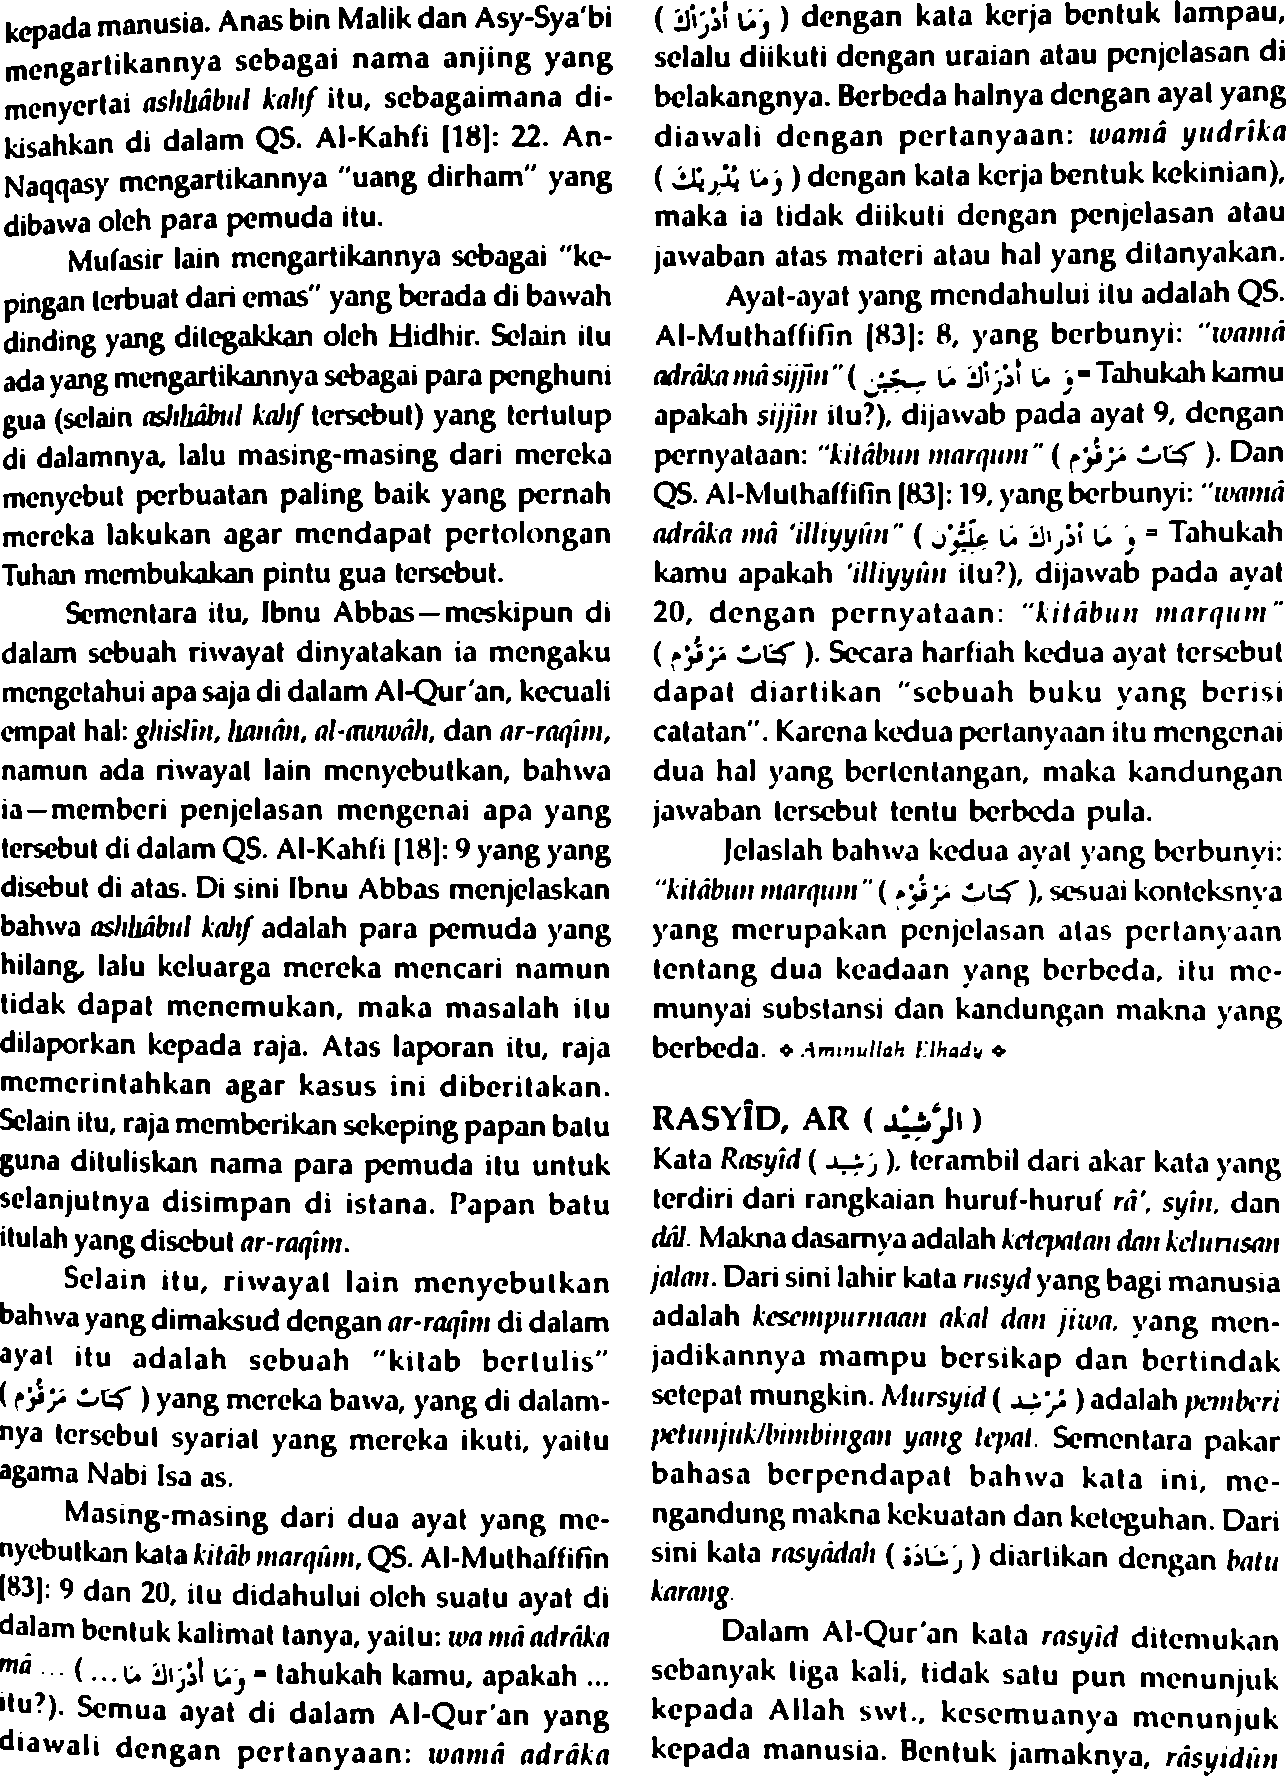 kepada manusia. Anas bin Malik dan Asy-Sya'bi
mengartikannya sebagai nama anjing yang
menyertai ashhâbul kahf itu, sebagaimana di-
kisahkan di dalam QS. Al-Kahfi [18]: 22. An-
Naqqasy mengartikannya "uang dirham" yang
dibawa oleh para pemuda itu.
Mufasir lain mengartikannya sebagai "ke-
pingan terbuat dari emas" yang berada di bawah
dinding yang ditegakkan oleh Hidhir. Selain itu
ada yang mengartikannya sebagai para penghuni
gua (selain ashhâbul kahf tersebut) yang tertutup
di dalamnya, lalu masing-masing dari mereka
menyebut perbuatan paling baik yang pernah
mereka lakukan agar mendapat pertolongan
Tuhan membukakan pintu gua tersebut.
Sementara itu, Ibnu Abbas—meskipun di
dalam sebuah riwayat dinyatakan ia mengaku
mengetahui apa saja di dalam Al-Qur'an, kecuali
empat hal: ghislîn, hanân, al-awwâh, dan ar-raqîm,
namun ada riwayat lain menyebutkan, bahwa
ia—memberi penjelasan mengenai apa yang
tersebut di dalam QS. Al-Kahfi [18]: 9 yang yang
disebut di atas. Di sini Ibnu Abbas menjelaskan
bahwa ashhâbul kahf adalah para pemuda yang
hilang, lalu keluarga mereka mencari namun
tidak dapat menemukan, maka masalah itu
dilaporkan kepada raja. Atas laporan itu, raja
memerintahkan agar kasus ini diberitakan.
Selain itu, raja memberikan sekeping papan batu
guna dituliskan nama para pemuda itu untuk
selanjutnya disimpan di istana. Papan batu
itulah yang disebut ar-raqîm.
Selain itu, riwayat lain menyebutkan
bahwa yang dimaksud dengan ar-raqîm di dalam
ayat itu adalah sebuah "kitab bertulis"
( كِتَابٌ مَرْقُوْم ) yang mereka bawa, yang di dalam-
nya tersebut syariat yang mereka ikuti, yaitu
agama Nabi Isa as.
Masing-masing dari dua ayat yang me-
nyebutkan kata kitâb marqûm, QS. Al-Muthaffifîn
[83]: 9 dan 20, itu didahului oleh suatu ayat di
dalam bentuk kalimat tanya, yaitu: wa mâ adrâka
mâ ... ( وَمَا أَدْرَاكَ مَا ... = tahukah kamu, apakah ...
itu?). Semua ayat di dalam Al-Qur'an yang
diawali dengan pertanyaan: wamâ adrâka
( وَمَا أَدْرَاكَ ) dengan kata kerja bentuk lampau,
selalu diikuti dengan uraian atau penjelasan di
belakangnya. Berbeda halnya dengan ayat yang
diawali dengan pertanyaan: wamâ yudrîka
( وَمَا يُدْرِيْكَ ) dengan kata kerja bentuk kekinian),
maka ia tidak diikuti dengan penjelasan atau
jawaban atas materi atau hal yang ditanyakan.
Ayat-ayat yang mendahului itu adalah QS.
Al-Muthaffifîn [83]: 8, yang berbunyi: "wamâ
adrâka mâ sijjîn" ( وَ مَا أَدْرَاكَ مَا سِجِّيْنٌ = Tahukah kamu
apakah sijjîn itu?), dijawab pada ayat 9, dengan
pernyataan: "kitâbun marqum" ( كِتَابٌ مَرْقُوْم ). Dan
QS. Al-Muthaffifîn [83]: 19, yang berbunyi: "wamâ
adrâka mâ 'illiyyûn" ( وَ مَا أَدْرَاكَ مَا عِلِّيُّوْن = Tahukah
kamu apakah 'illiyyûn itu?), dijawab pada ayat
20, dengan pernyataan: "kitâbun marqum"
( كِتَابٌ مَرْقُوْم ). Secara harfiah kedua ayat tersebut
dapat diartikan "sebuah buku yang berisi
catatan". Karena kedua pertanyaan itu mengenai
dua hal yang bertentangan, maka kandungan
jawaban tersebut tentu berbeda pula.
Jelaslah bahwa kedua ayat yang berbunyi:
"kitâbun marqum" ( كِتَابٌ مَرْقُوْم ), sesuai konteksnya
yang merupakan penjelasan atas pertanyaan
tentang dua keadaan yang berbeda, itu me-
munyai substansi dan kandungan makna yang
berbeda. ❖ Aminullah Elhady ❖
RASYÎD, AR ( الرَّشِيْد )
Kata Rasyîd ( رَشِيد ), terambil dari akar kata yang
terdiri dari rangkaian huruf-huruf râ', syîn, dan
dâl. Makna dasarnya adalah ketepatan dan kelurusan
jalan. Dari sini lahir kata rusyd yang bagi manusia
adalah kesempurnaan akal dan jiwa, yang men-
jadikannya mampu bersikap dan bertindak
setepat mungkin. Mursyid ( مُرْشِد ) adalah pemberi
petunjuk/bimbingan yang tepat. Sementara pakar
bahasa berpendapat bahwa kata ini, me-
ngandung makna kekuatan dan keteguhan. Dari
sini kata rasyâdah ( رَشَادَة ) diartikan dengan batu
karang.
Dalam Al-Qur'an kata rasyîd ditemukan
sebanyak tiga kali, tidak satu pun menunjuk
kepada Allah swt., kesemuanya menunjuk
kepada manusia. Bentuk jamaknya, râsyidûn